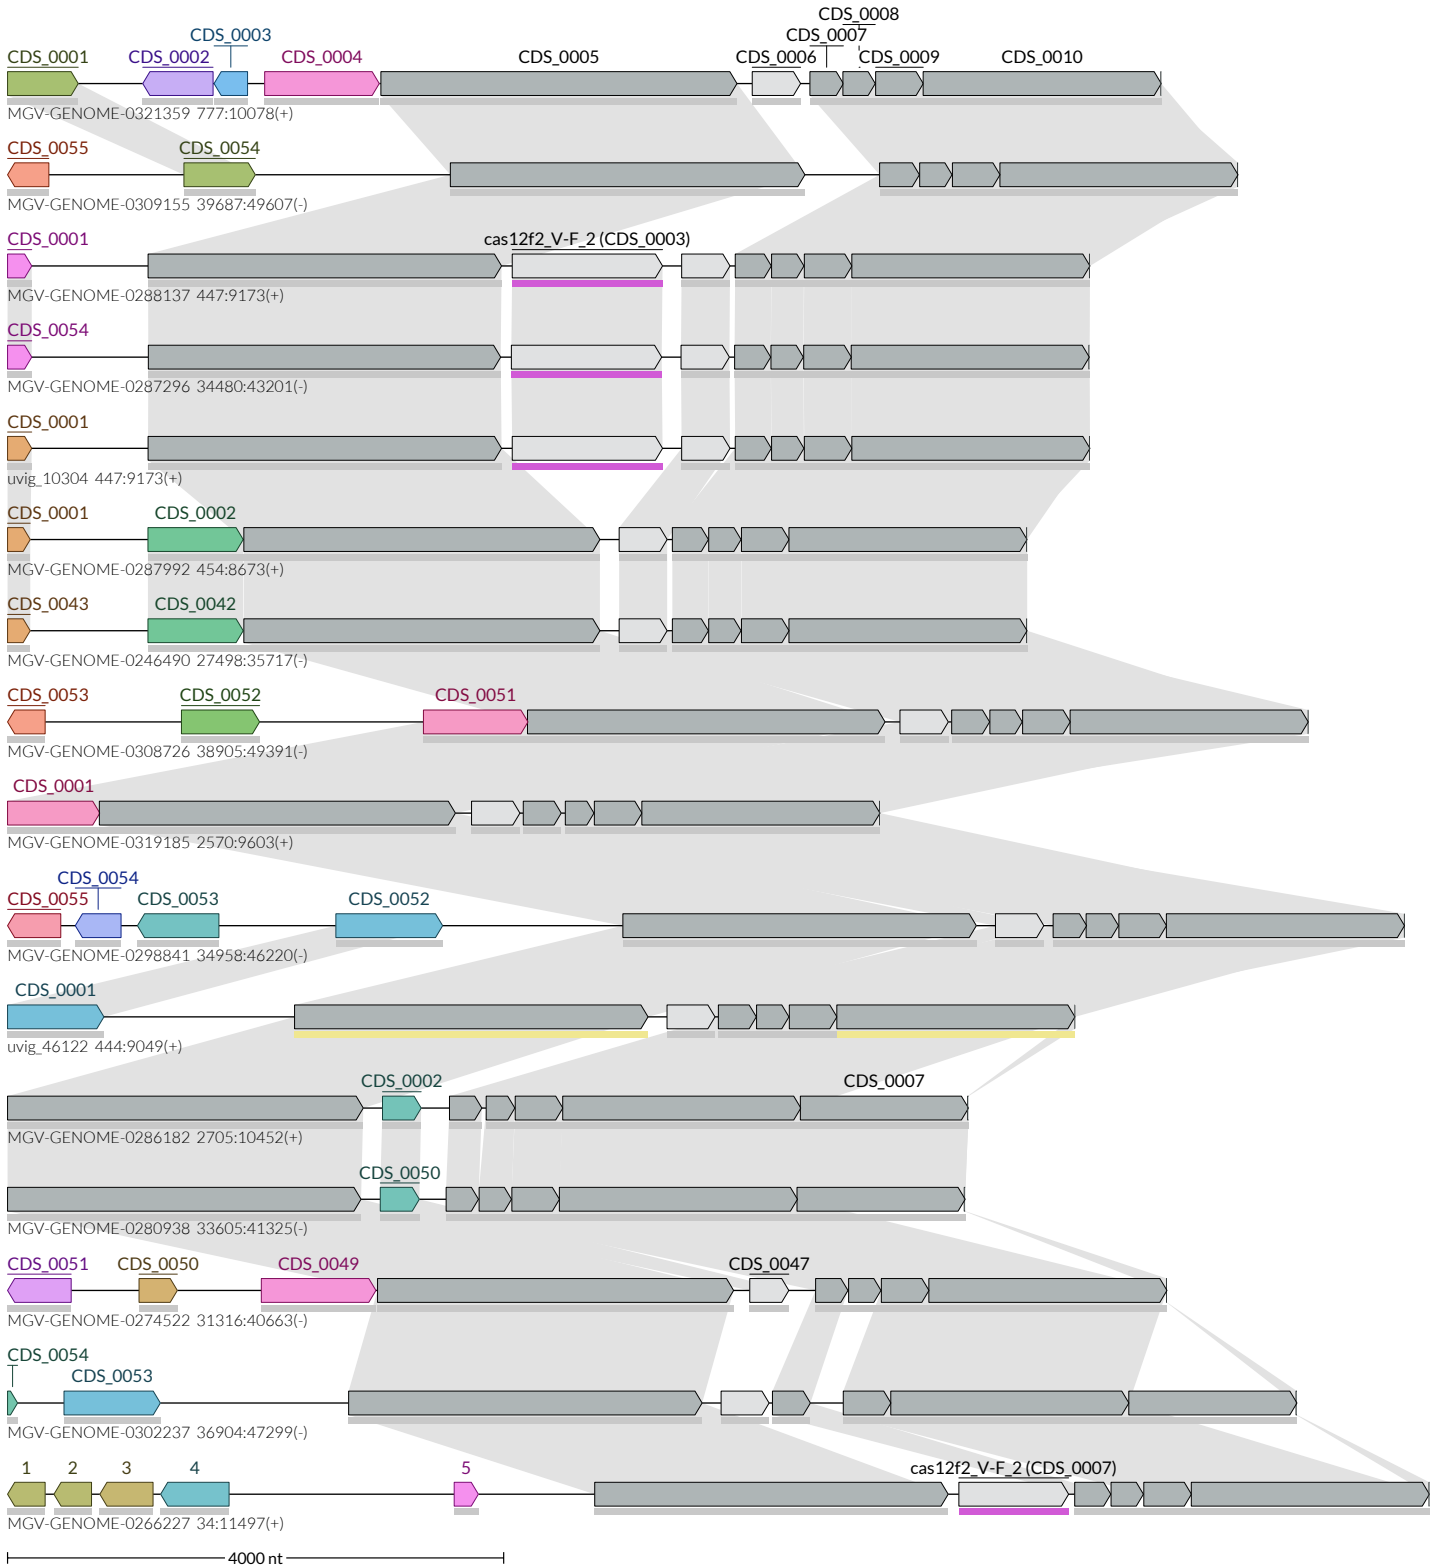 CDS_0008
CDS_0003 CDS_0007
CDS_0001 CDS_0002 CDS_0004 CDS_0005 CDS_0006 CDS_0009 CDS_0010
MGV-GENOME-0321359 777:10078(+)
CDS_0055 CDS_0054
MGV-GENOME-0309155 39687:49607(-)
CDS_0001 cas12f2_V-F_2 (CDS_0003)
MGV-GENOME-0288137 447:9173(+)
CDS_0054
MGV-GENOME-0287296 34480:43201(-)
CDS_0001
uvig_10304 447:9173(+)
CDS_0001 CDS_0002
MGV-GENOME-0287992 454:8673(+)
CDS_0043 CDS_0042
MGV-GENOME-0246490 27498:35717(-)
CDS_0053 CDS_0052 CDS_0051
MGV-GENOME-0308726 38905:49391(-)
CDS_0001
MGV-GENOME-0319185 2570:9603(+)
CDS_0054
CDS_0055 CDS_0053 CDS_0052
MGV-GENOME-0298841 34958:46220(-)
CDS_0001
uvig_46122 444:9049(+)
CDS_0002 CDS_0007
MGV-GENOME-0286182 2705:10452(+)
CDS_0050
MGV-GENOME-0280938 33605:41325(-)
CDS_0051 CDS_0050 CDS_0049 CDS_0047
MGV-GENOME-0274522 31316:40663(-)
CDS_0054
CDS_0053
MGV-GENOME-0302237 36904:47299(-)
1 2 3 4 5 cas12f2_V-F_2 (CDS_0007)
MGV-GENOME-0266227 34:11497(+)
4000 nt